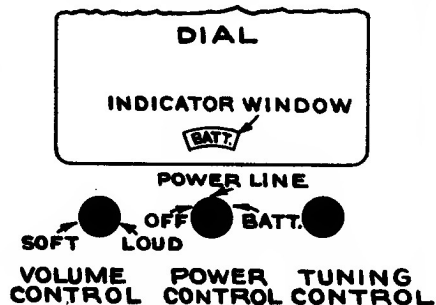 DIAL
INDICATOR WINDOW
BATT.
POWER LINE
OFF BATT.
SOFT LOUD
VOLUME CONTROL
POWER CONTROL
TUNING CONTROL